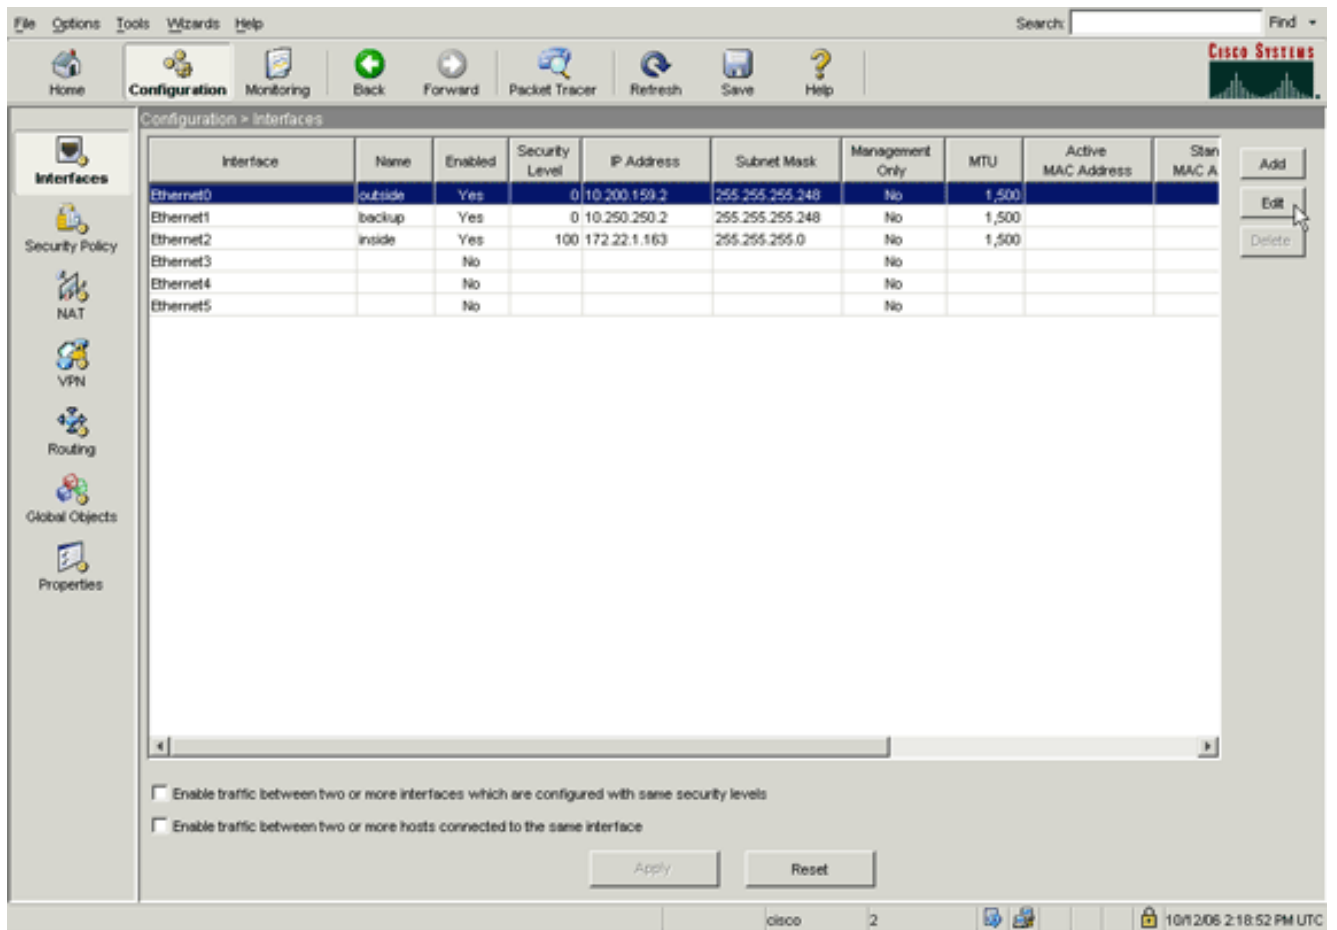 File Options Tools Wizards Help Search: Find
Home Configuration Monitoring Back Forward Packet Tracer Refresh Save Help CISCO SYSTEMS
Configuration > Interfaces
Interfaces
Security Policy
NAT
VPN
Routing
Global Objects
Properties
Interface Name Enabled Security Level IP Address Subnet Mask Management Only MTU Active MAC Address Stan MAC A
Ethernet0 outside Yes 0 10.200.159.2 255.255.255.248 No 1,500
Ethernet1 backup Yes 0 10.250.250.2 255.255.255.248 No 1,500
Ethernet2 inside Yes 100 172.22.1.163 255.255.255.0 No 1,500
Ethernet3 No No
Ethernet4 No No
Ethernet5 No No
Add
Edit
Delete
Enable traffic between two or more interfaces which are configured with same security levels
Enable traffic between two or more hosts connected to the same interface
Apply Reset
cisco 2 10/12/06 2:18:52 PM UTC